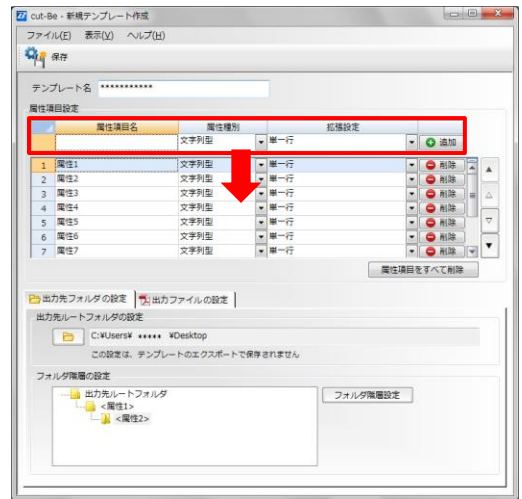 cut-Be - 新規テンプレート作成
ファイル(F) 表示(V) ヘルプ(H)
保存
テンプレート名 ***********
属性項目設定
属性項目名 属性種別 拡張設定
文字列型 単一行 追加
1 属性1 文字列型 単一行 削除
2 属性2 文字列型 単一行 削除
3 属性3 文字列型 単一行 削除
4 属性4 文字列型 単一行 削除
5 属性5 文字列型 単一行 削除
6 属性6 文字列型 単一行 削除
7 属性7 文字列型 単一行 削除
属性項目をすべて削除
出力先フォルダの設定 出力ファイルの設定
出力先ルートフォルダの設定
C:¥Users¥ ***** ¥Desktop
この設定は、テンプレートのエクスポートで保存されません
フォルダ階層の設定
出力先ルートフォルダ フォルダ階層設定
<属性1>
<属性2>